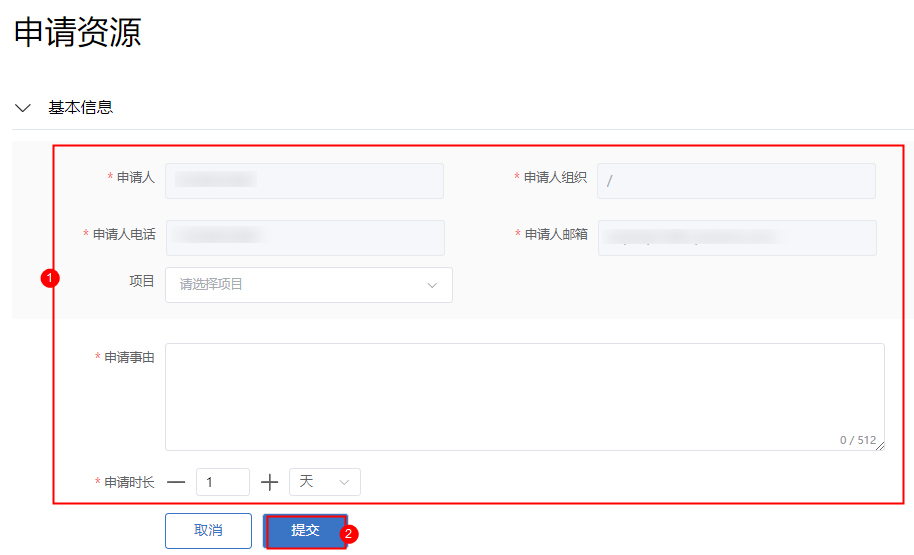 申请资源
基本信息
* 申请人
* 申请人组织 /
* 申请人电话
* 申请人邮箱
1
项目 请选择项目
* 申请事由
0 / 512
* 申请时长 1 天
取消 提交 2